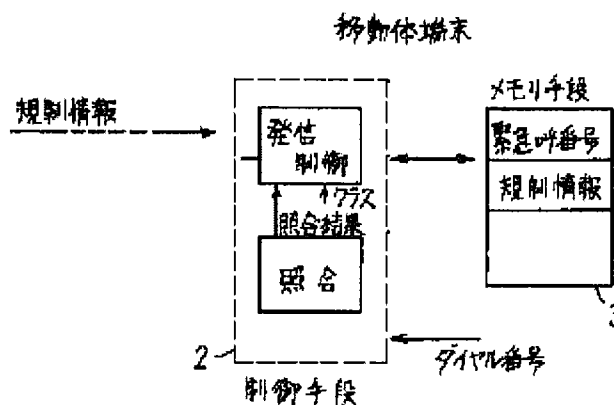 移動体端末
規制情報
メモリ手段
発信
制御
緊急呼番号
規制情報
クラス
照合結果
照合
3
2
ダイヤル番号
制御手段